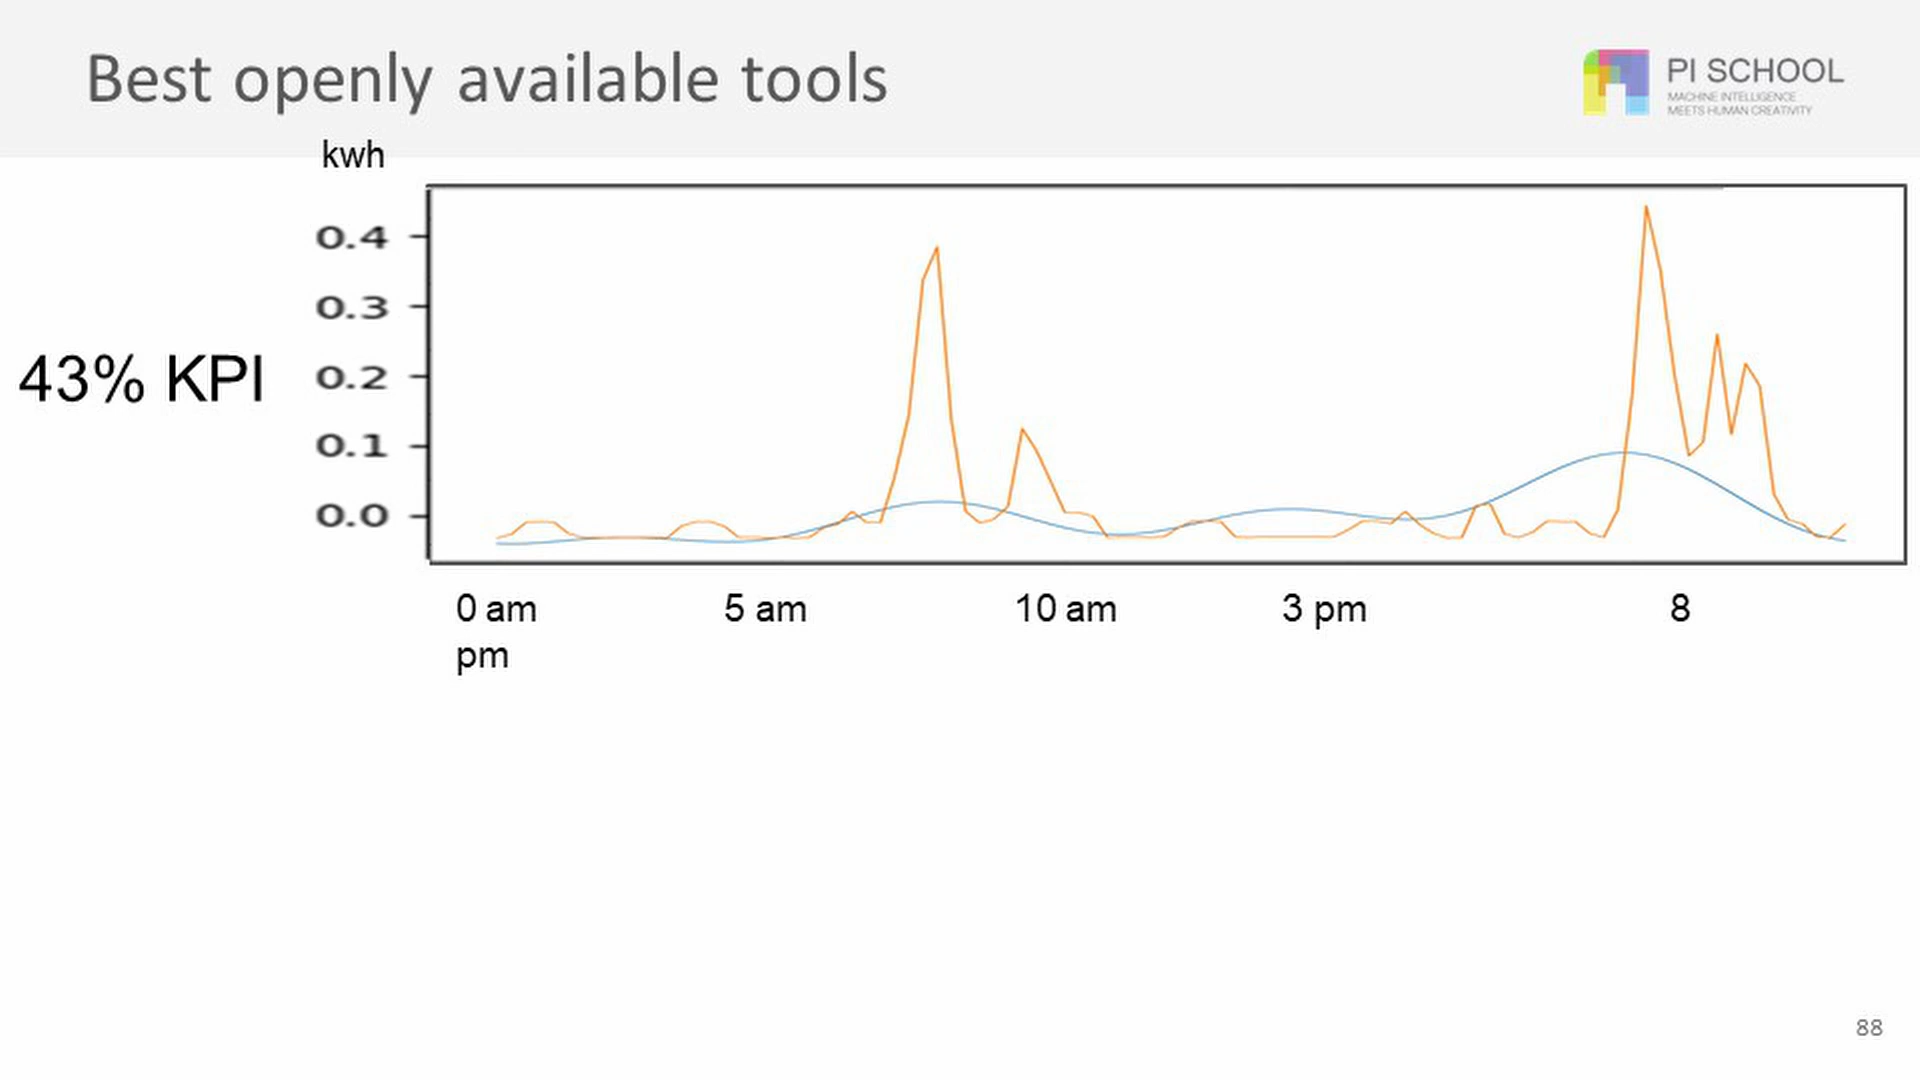 Best openly available tools
PI SCHOOL
MACHINE INTELLIGENCE
MEETS HUMAN CREATIVITY
kwh
0.4
0.3
43% KPI
0.2
0.1
0.0
0 am 5 am 10 am 3 pm 8
pm
88